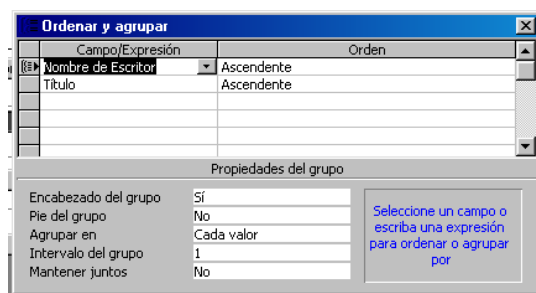 Ordenar y agrupar
Campo/Expresión Orden
Nombre de Escritor Ascendente
Título Ascendente
Propiedades del grupo
Encabezado del grupo Sí
Pie del grupo No
Agrupar en Cada valor
Intervalo del grupo 1
Mantener juntos No
Seleccione un campo o
escriba una expresión
para ordenar o agrupar
por